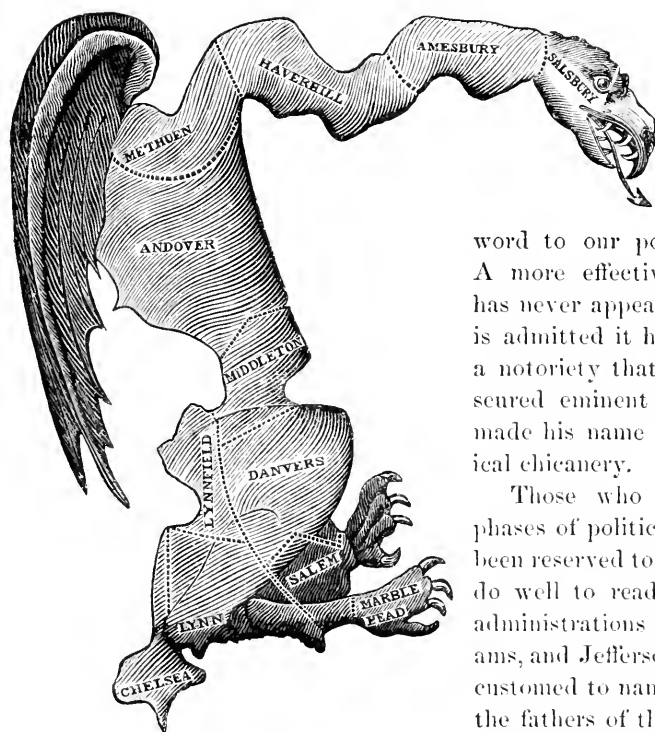 AMESBURY
HAVERHILL
SALSBURY
METHUEN
ANDOVER
MIDDLETON
LYNNFIELD
DANVERS
SALEM
MARBLE
HEAD
LYNN
CHELSEA
word to our po
A more effectiv
has never appea
is admitted it h
a notoriety that
scured eminent
made his name
ical chicanery.
Those who
phases of politic
been reserved to
do well to read
administrations
ams, and Jefferso
customed to nam
the fathers of th